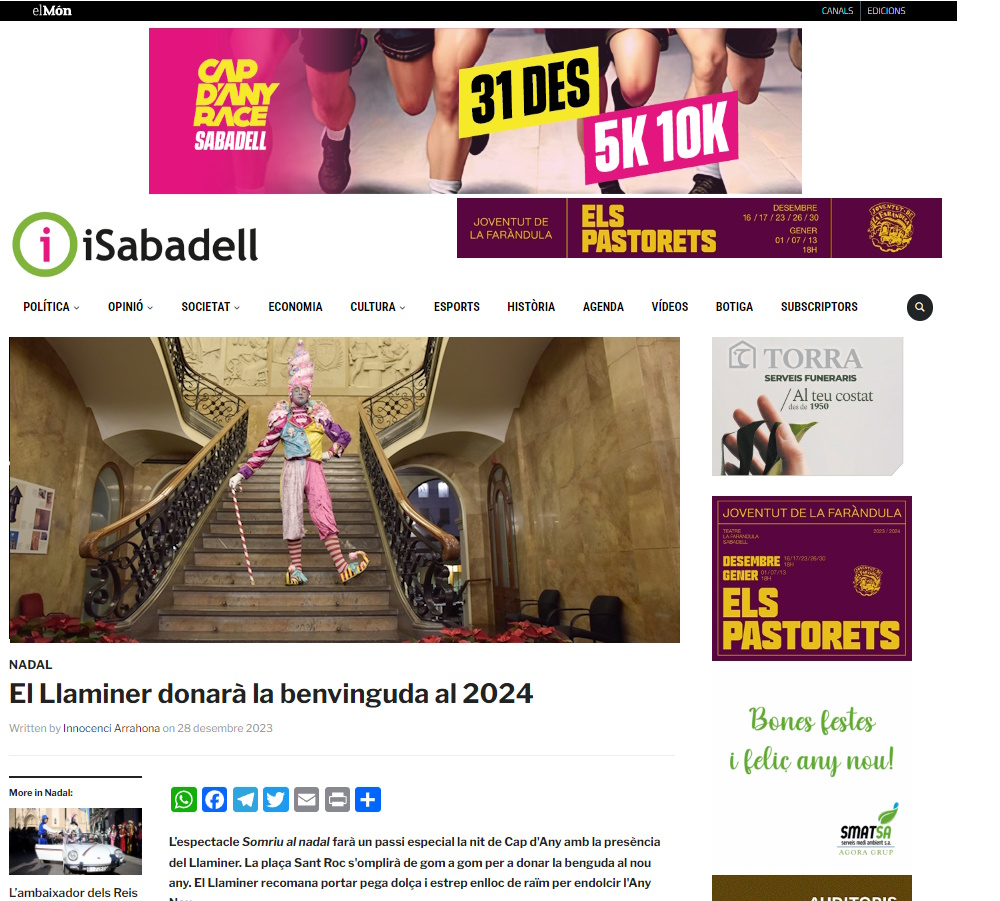 elMón
CANALS
EDICIONS
CAP
D'ANY
RACE
SABADELL
31 DES
5K 10K
iSabadell
JOVENTUT DE
LA FARÀNDULA
ELS
PASTORETS
DESEMBRE
16 / 17 / 23 / 26 / 30
GENER
01 / 07 / 13
18H
POLÍTICA
OPINIÓ
SOCIETAT
ECONOMIA
CULTURA
ESPORTS
HISTÒRIA
AGENDA
VÍDEOS
BOTIGA
SUBSCRIPTORS
NADAL
El Llaminer donarà la benvinguda al 2024
Written by Innocenci Arrahona on 28 desembre 2023
More in Nadal:
L'ambaixador dels Reis
L'espectacle Somriu al nadal farà un passi especial la nit de Cap d'Any amb la presència
del Llaminer. La plaça Sant Roc s'omplirà de gom a gom per a donar la benguda al nou
any. El Llaminer recomana portar pega dolça i estrep enlloc de raïm per endolcir l'Any
TORRA
SERVEIS FUNERARIS
/Al teu costat
des de 1950
JOVENTUT DE LA FARÀNDULA
TEATRE
LA FARÀNDULA
SABADELL
2023 / 2024
DESEMBRE 16/17/23/26/30
18H
GENER 01/07/13
18H
ELS
PASTORETS
Bones festes
i feliç any nou!
SMATSA
serveis medi ambient s.a.
AGORA GRUP
AUDITORIS